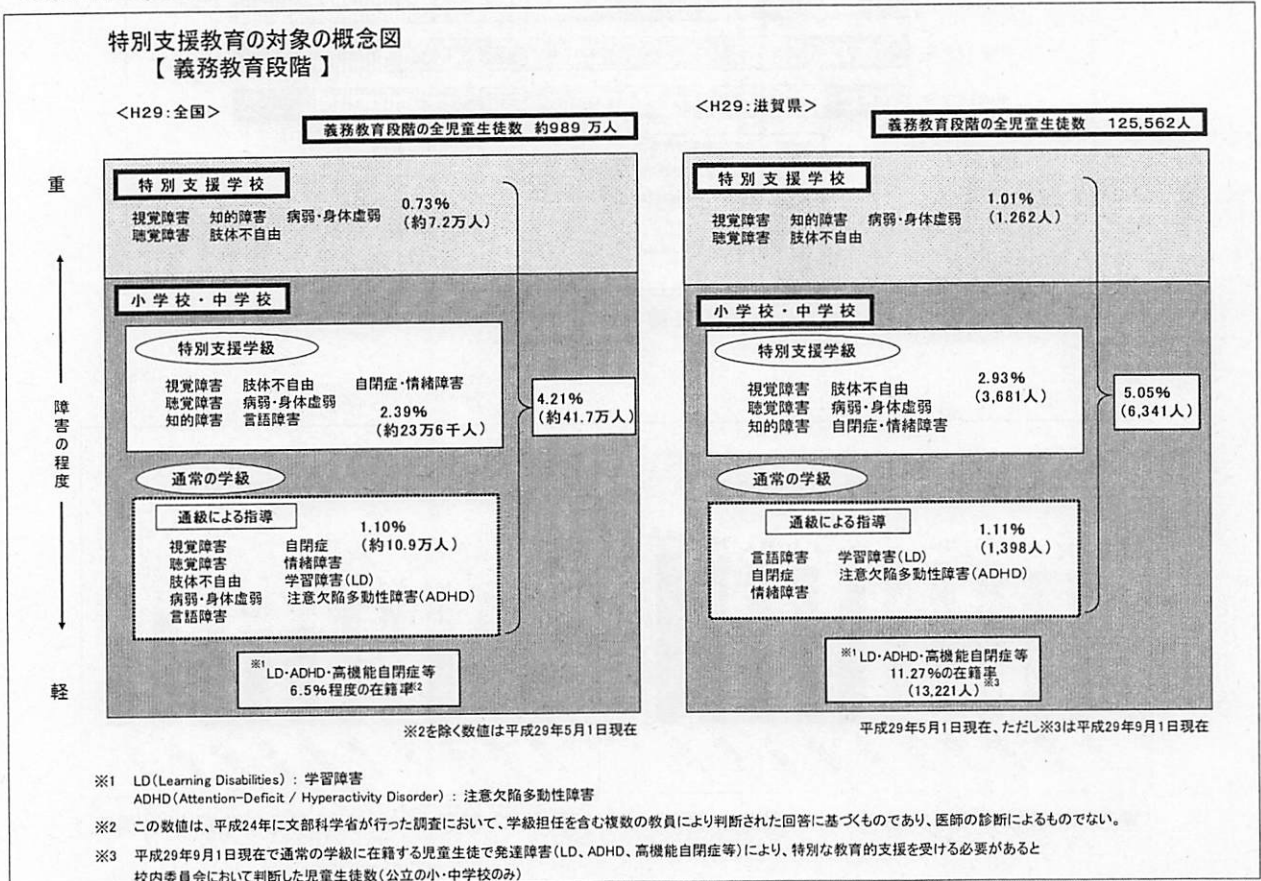 特別支援教育の対象の概念図
【 義務教育段階 】
<H29:全国>
義務教育段階の全児童生徒数 約989 万人
重
障害の程度
軽
特 別 支 援 学 校
視覚障害 知的障害 病弱・身体虚弱
聴覚障害 肢体不自由
0.73%
(約7.2万人)
小 学 校 ・ 中 学 校
特別支援学級
視覚障害 肢体不自由 自閉症・情緒障害
聴覚障害 病弱・身体虚弱
知的障害 言語障害
2.39%
(約23万6千人)
4.21%
(約41.7万人)
通常の学級
通級による指導
1.10%
(約10.9万人)
視覚障害 自閉症
聴覚障害 情緒障害
肢体不自由 学習障害(LD)
病弱・身体虚弱 注意欠陥多動性障害(ADHD)
言語障害
※1 LD・ADHD・高機能自閉症等
6.5%程度の在籍率※2
※2を除く数値は平成29年5月1日現在
<H29:滋賀県>
義務教育段階の全児童生徒数 125,562人
特 別 支 援 学 校
視覚障害 知的障害 病弱・身体虚弱
聴覚障害 肢体不自由
1.01%
(1.262人)
小 学 校 ・ 中 学 校
特別支援学級
視覚障害 肢体不自由
聴覚障害 病弱・身体虚弱
知的障害 自閉症・情緒障害
2.93%
(3,681人)
5.05%
(6,341人)
通常の学級
通級による指導
1.11%
(1,398人)
言語障害 学習障害(LD)
自閉症 注意欠陥多動性障害(ADHD)
情緒障害
※1 LD・ADHD・高機能自閉症等
11.27%の在籍率
(13,221人) ※3
平成29年5月1日現在、ただし※3は平成29年9月1日現在
※1 LD(Learning Disabilities) : 学習障害
ADHD(Attention-Deficit / Hyperactivity Disorder) : 注意欠陥多動性障害
※2 この数値は、平成24年に文部科学省が行った調査において、学級担任を含む複数の教員により判断された回答に基づくものであり、医師の診断によるものでない。
※3 平成29年9月1日現在で通常の学級に在籍する児童生徒で発達障害(LD、ADHD、高機能自閉症等)により、特別な教育的支援を受ける必要があると
校内委員会において判断した児童生徒数(公立の小・中学校のみ)